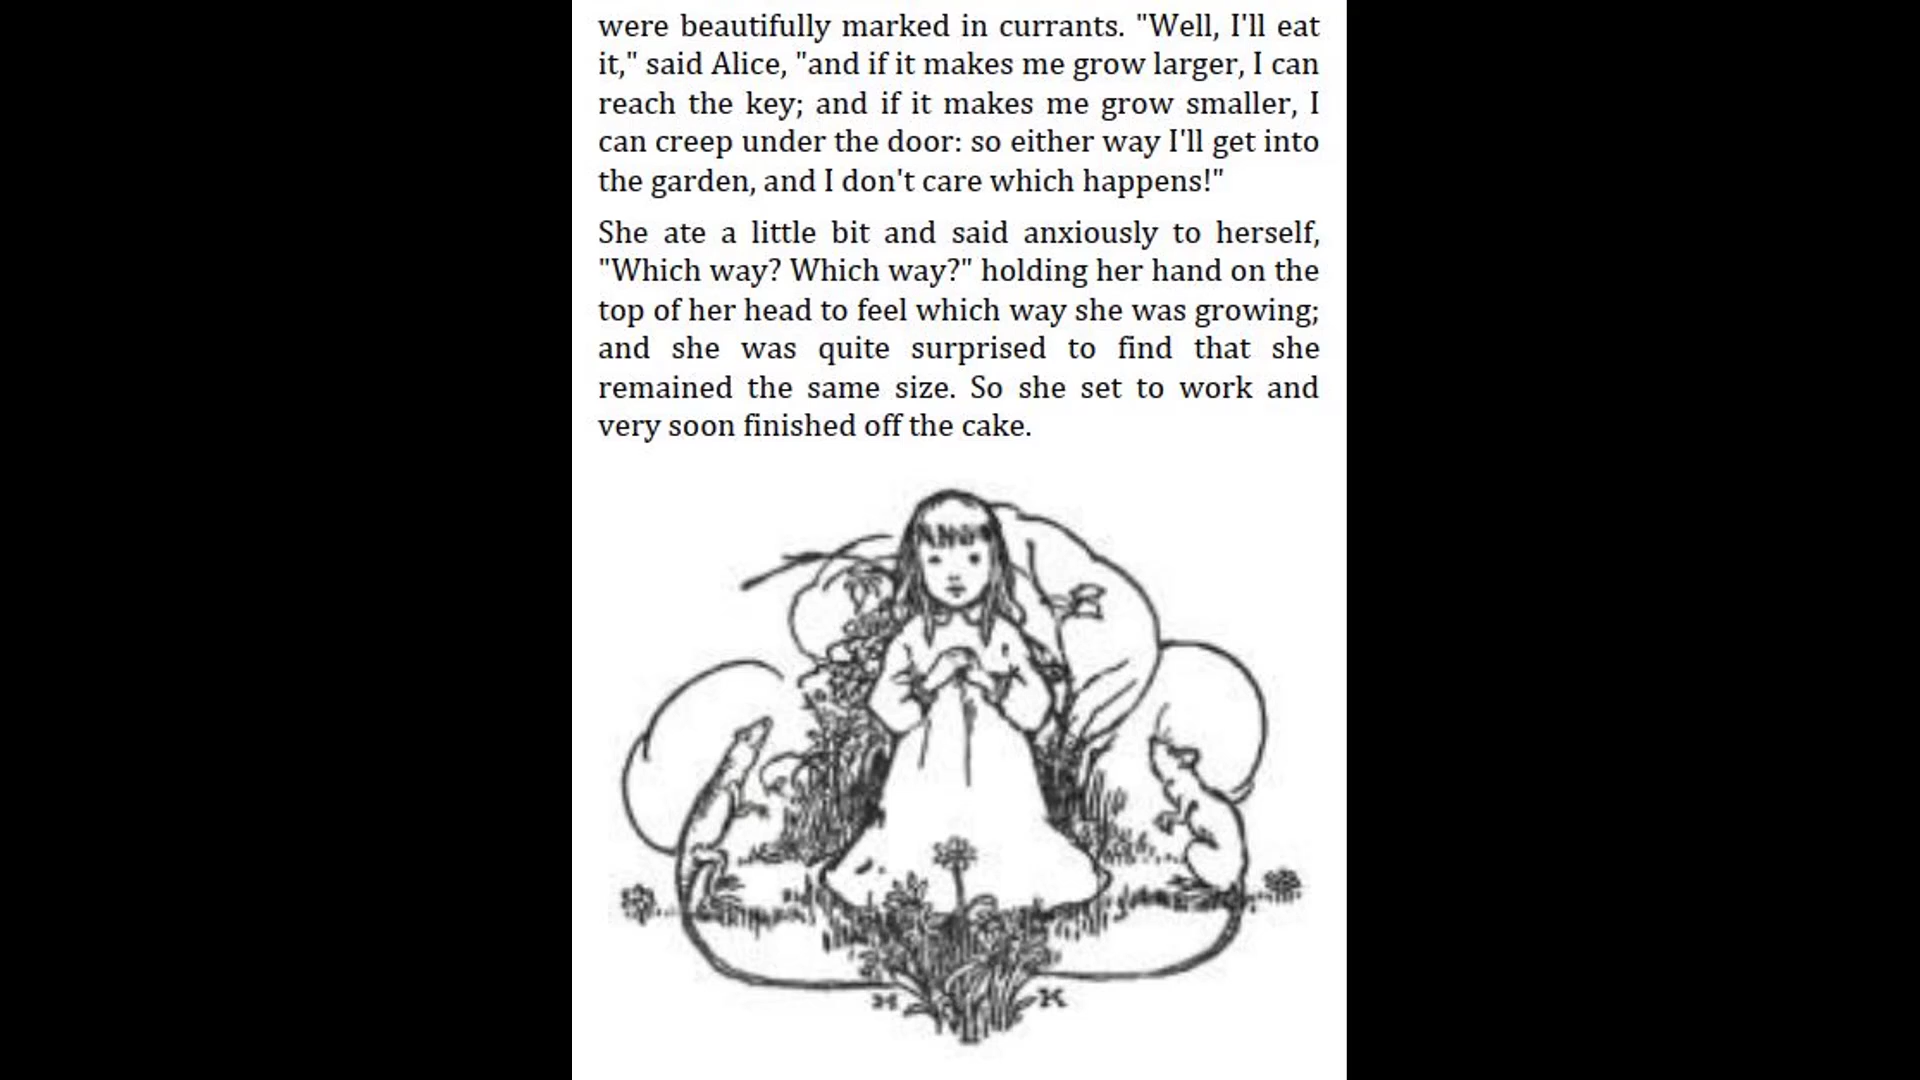 were beautifully marked in currants. "Well, I'll eat
it," said Alice, "and if it makes me grow larger, I can
reach the key; and if it makes me grow smaller, I
can creep under the door: so either way I'll get into
the garden, and I don't care which happens!"
She ate a little bit and said anxiously to herself,
"Which way? Which way?" holding her hand on the
top of her head to feel which way she was growing;
and she was quite surprised to find that she
remained the same size. So she set to work and
very soon finished off the cake.